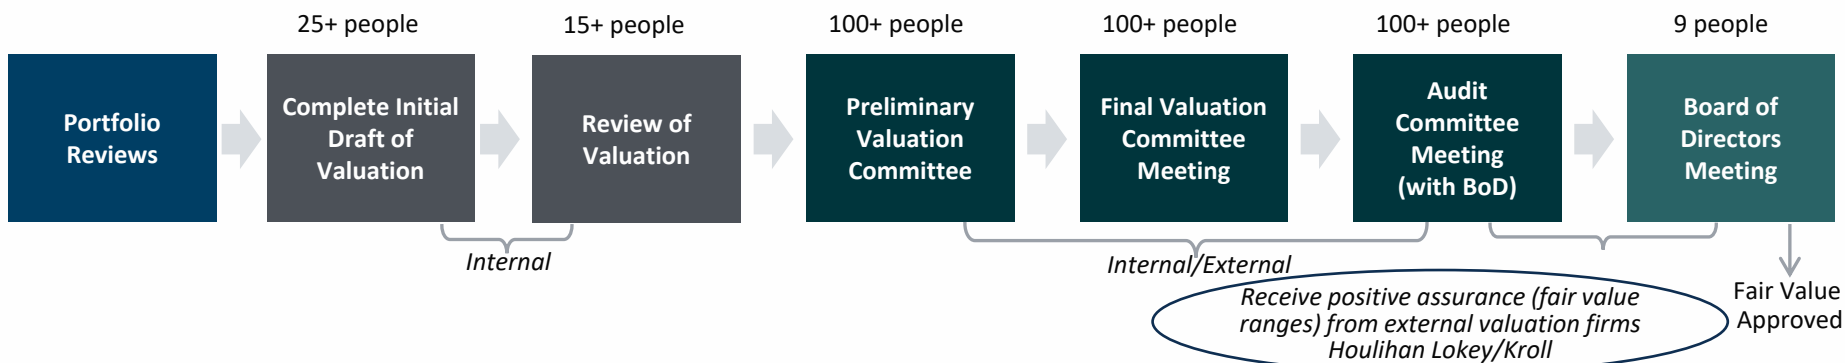 25+ people
15+ people
100+ people
100+ people
100+ people
9 people
Portfolio
Reviews
Complete Initial
Draft of
Valuation
Review of
Valuation
Preliminary
Valuation
Committee
Final Valuation
Committee
Meeting
Audit
Committee
Meeting
(with BoD)
Board of
Directors
Meeting
Internal
Internal/External
Receive positive assurance (fair value
ranges) from external valuation firms
Houlihan Lokey/Kroll
Fair Value
Approved